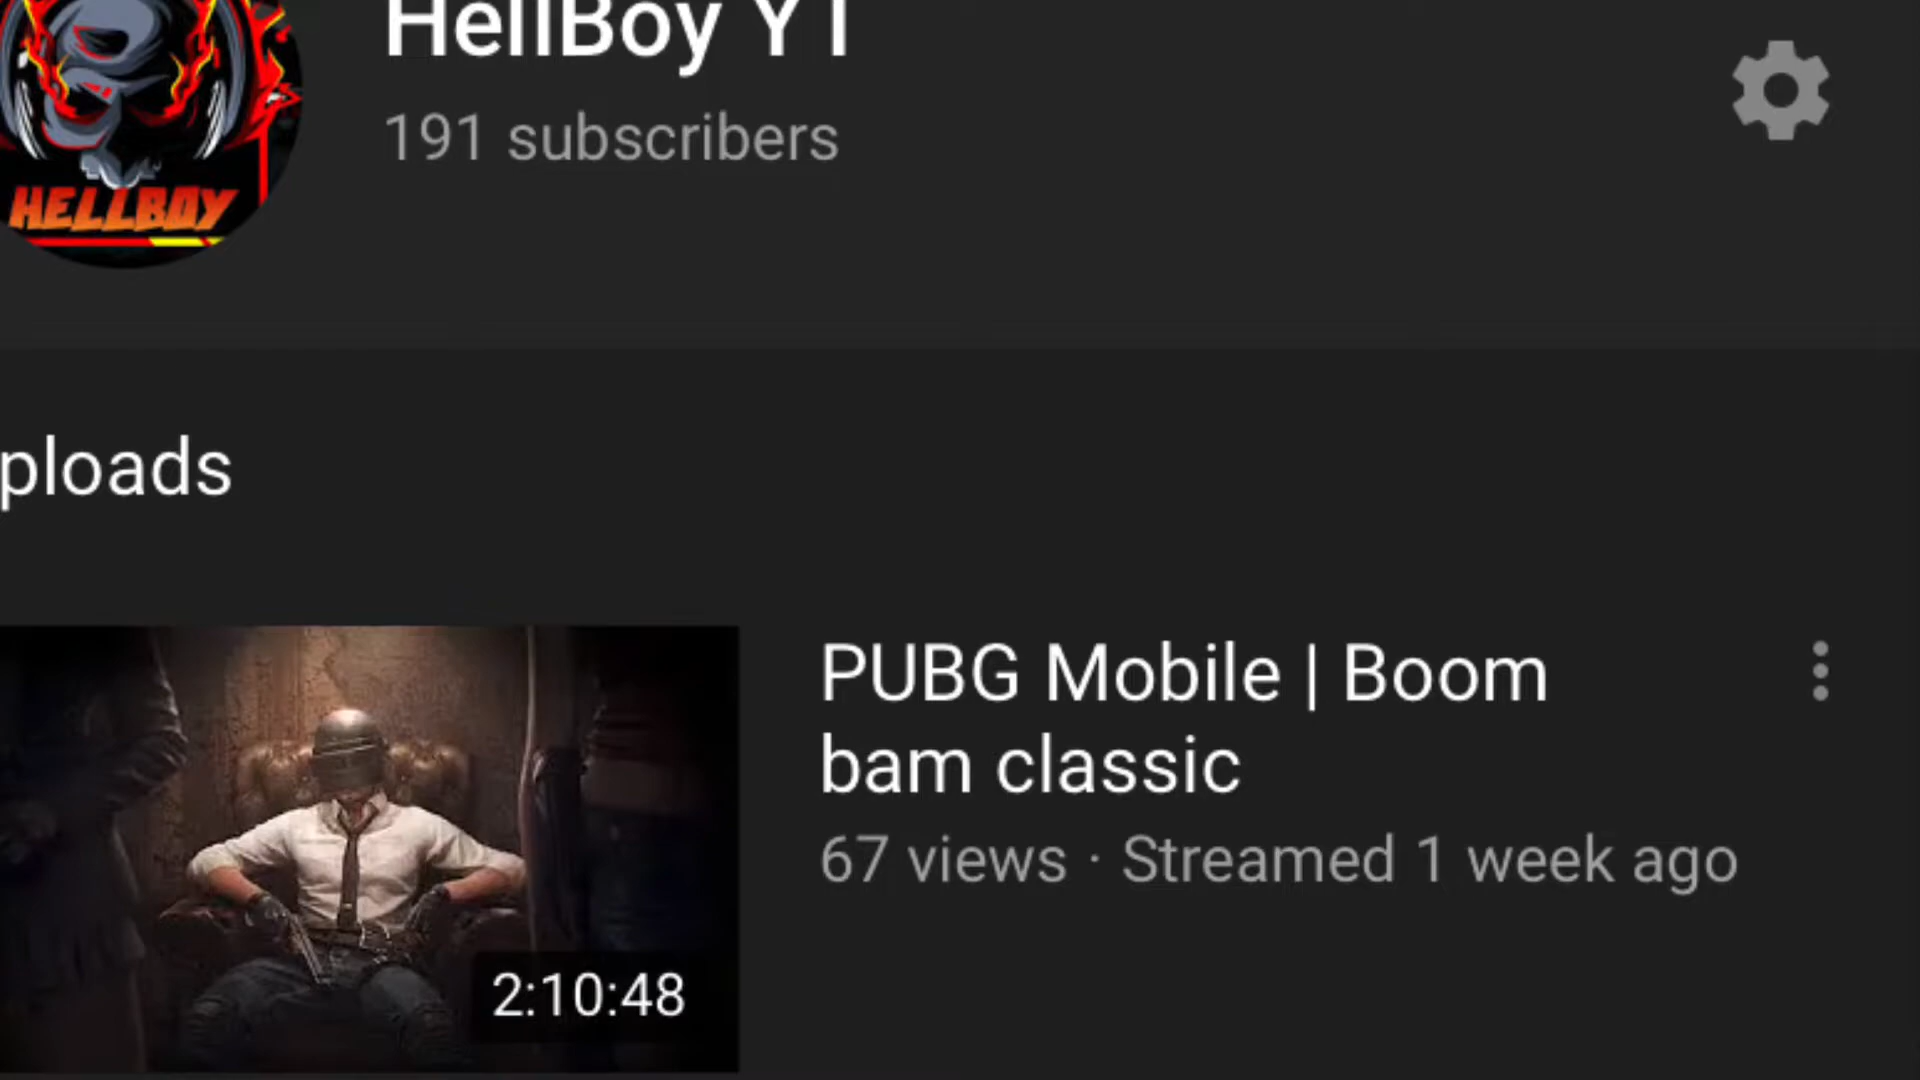 HellBoy YT
191 subscribers
HELLBOY
ploads
PUBG Mobile | Boom
bam classic
67 views · Streamed 1 week ago
2:10:48